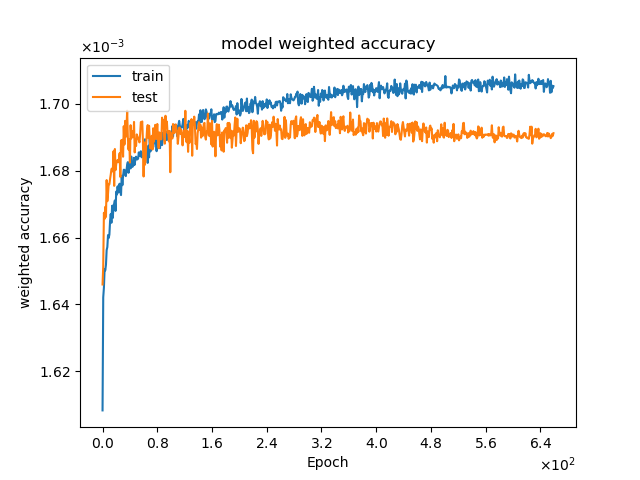 model weighted accuracy
×10⁻³
train
test
1.70
1.68
1.66
1.64
1.62
weighted accuracy
0.0 0.8 1.6 2.4 3.2 4.0 4.8 5.6 6.4
Epoch
×10²